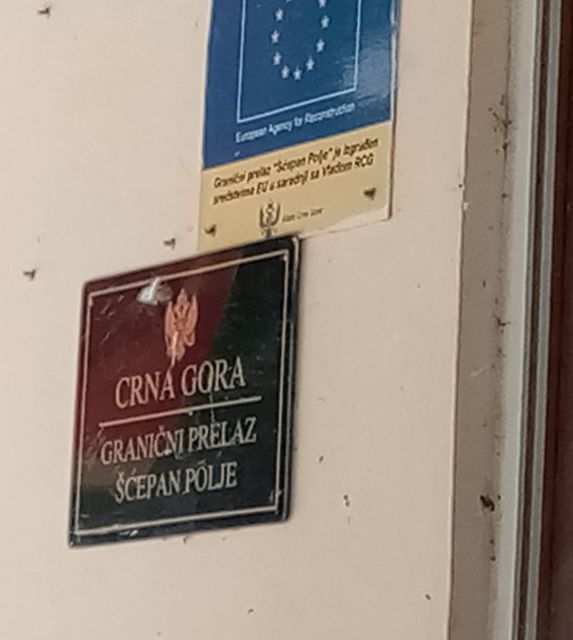 European Agency for Reconstruction
Granični prelaz "Šćepan Polje" je izgrađen
sredstvima EU u saradnji sa Vladom RCG
CRNA GORA
GRANIČNI PRELAZ
ŠĆEPAN POLJE